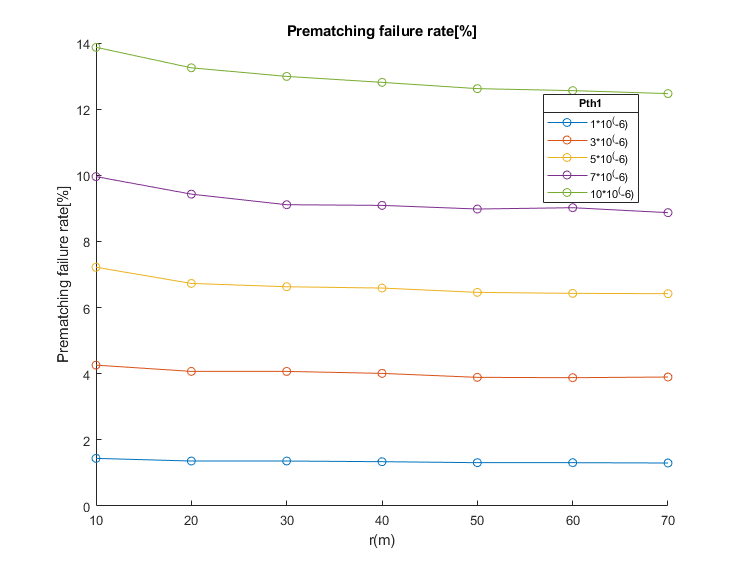 Prematching failure rate[%]
14
12
10
8
6
4
2
0
Prematching failure rate[%]
10 20 30 40 50 60 70
r(m)
Pth1
1*10(-6)
3*10(-6)
5*10(-6)
7*10(-6)
10*10(-6)